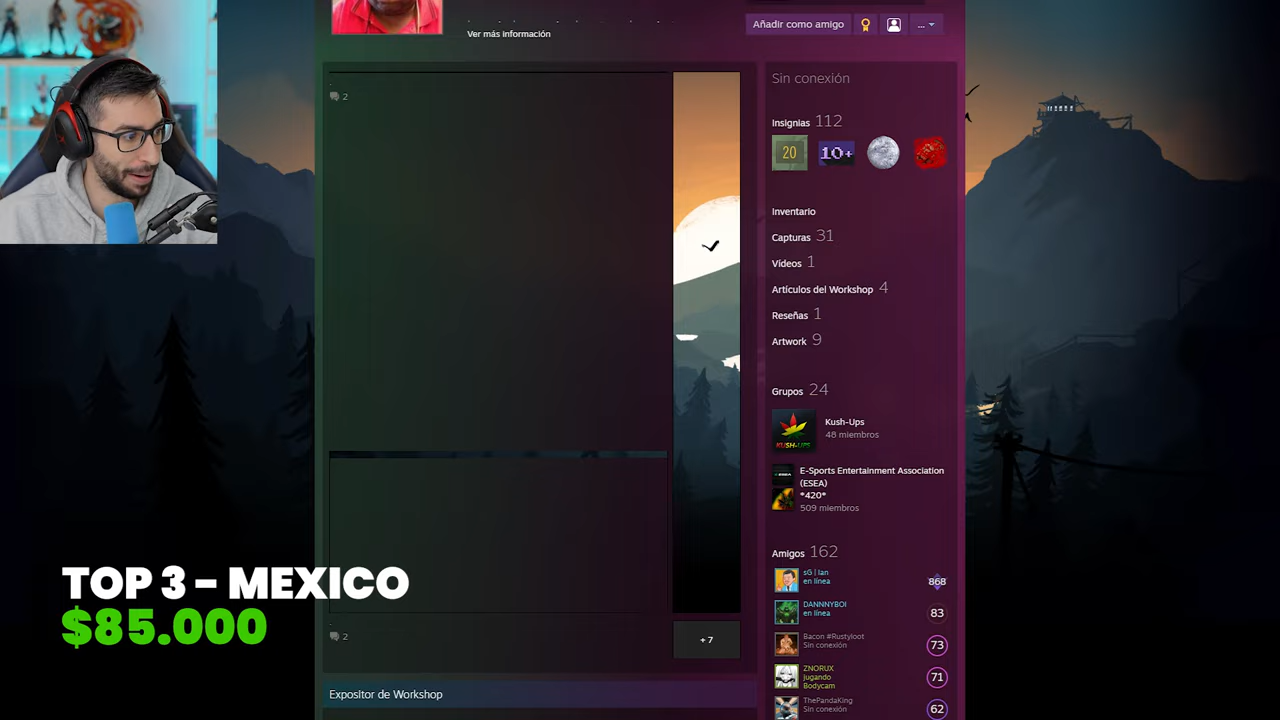 Ver más información
Añadir como amigo
...
2
Sin conexión
Insignias 112
20
10+
Inventario
Capturas 31
Vídeos 1
Artículos del Workshop 4
Reseñas 1
Artwork 9
Grupos 24
KUSH-UPS
Kush-Ups
48 miembros
ESEA
E-Sports Entertainment Association
(ESEA)
*420*
509 miembros
Amigos 162
sG | Ian
en línea
868
DANNNYBOI
en línea
83
Bacon #Rustyloot
Sin conexión
73
ZNORUX
Jugando
Bodycam
71
ThePandaKing
Sin conexión
62
2
+ 7
Expositor de Workshop
TOP 3 – MEXICO
$85.000